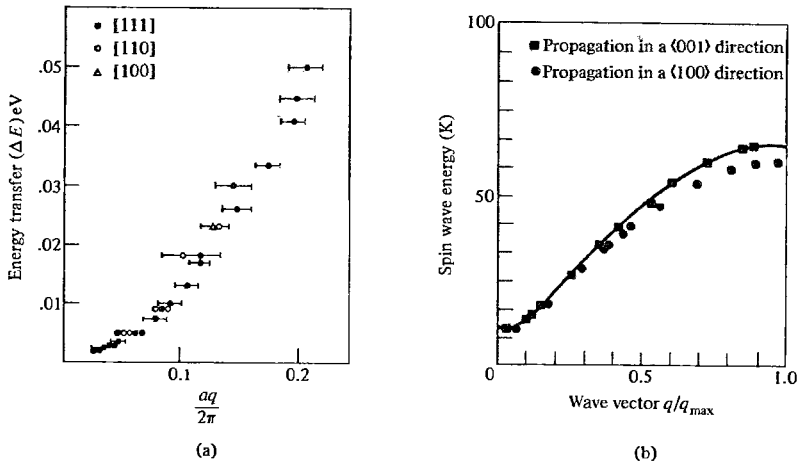 ● [111]
○ [110]
△ [100]
Energy transfer (ΔE) eV
.05
.04
.03
.02
.01
0.1
0.2
aq
2π
(a)
100
■ Propagation in a ⟨001⟩ direction
● Propagation in a ⟨100⟩ direction
Spin wave energy (K)
50
0
0.5
1.0
Wave vector q/qmax
(b)